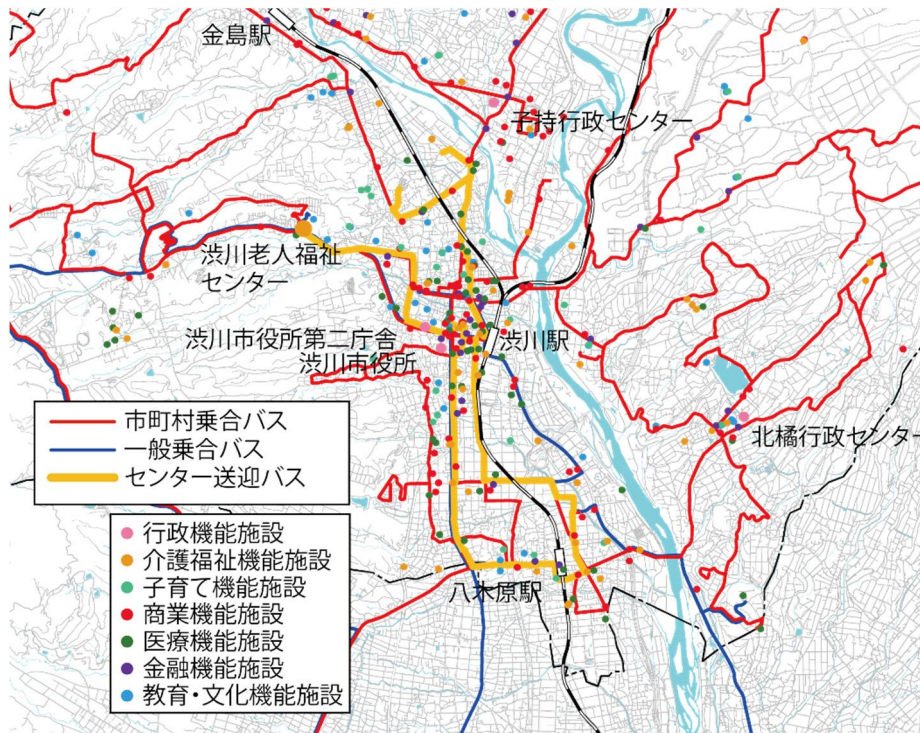 金島駅
子持行政センター
渋川老人福祉
センター
渋川市役所第二庁舎
渋川駅
渋川市役所
市町村乗合バス
一般乗合バス
センター送迎バス
北橘行政センター
行政機能施設
介護福祉機能施設
子育て機能施設
八木原駅
商業機能施設
医療機能施設
金融機能施設
教育・文化機能施設